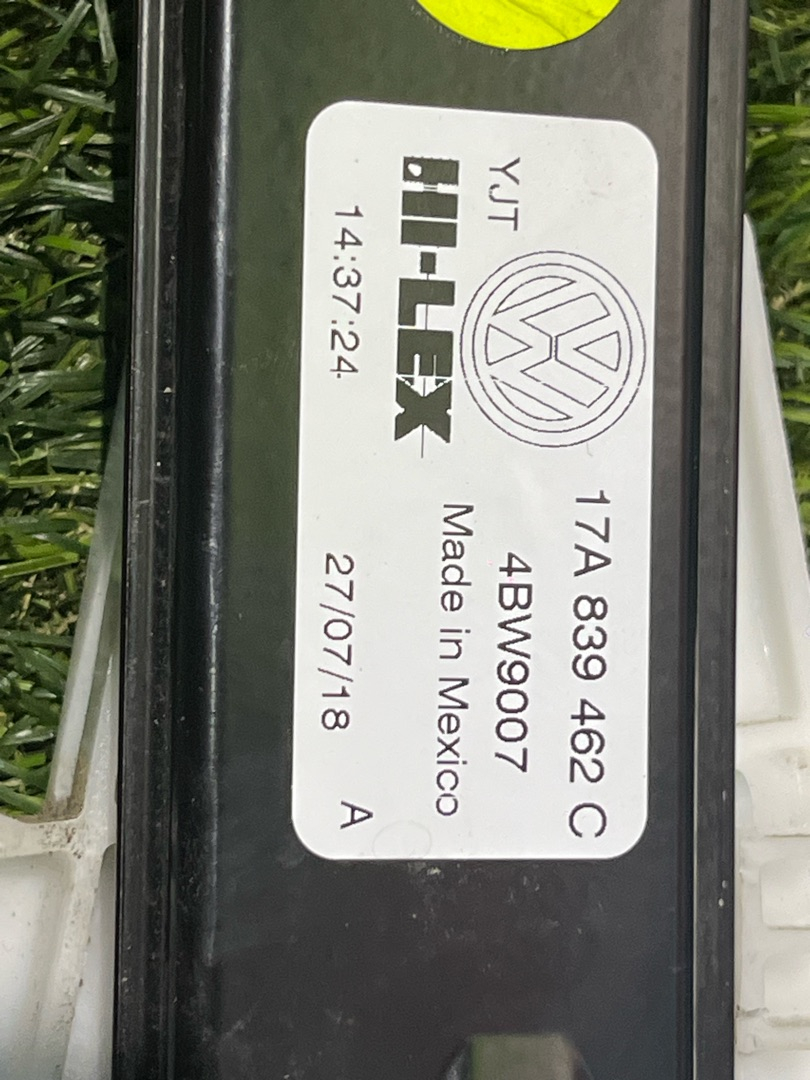 YJT
17A 839 462 C
4BW9007
HI-LEX
Made in Mexico
14:37:24
27/07/18
A